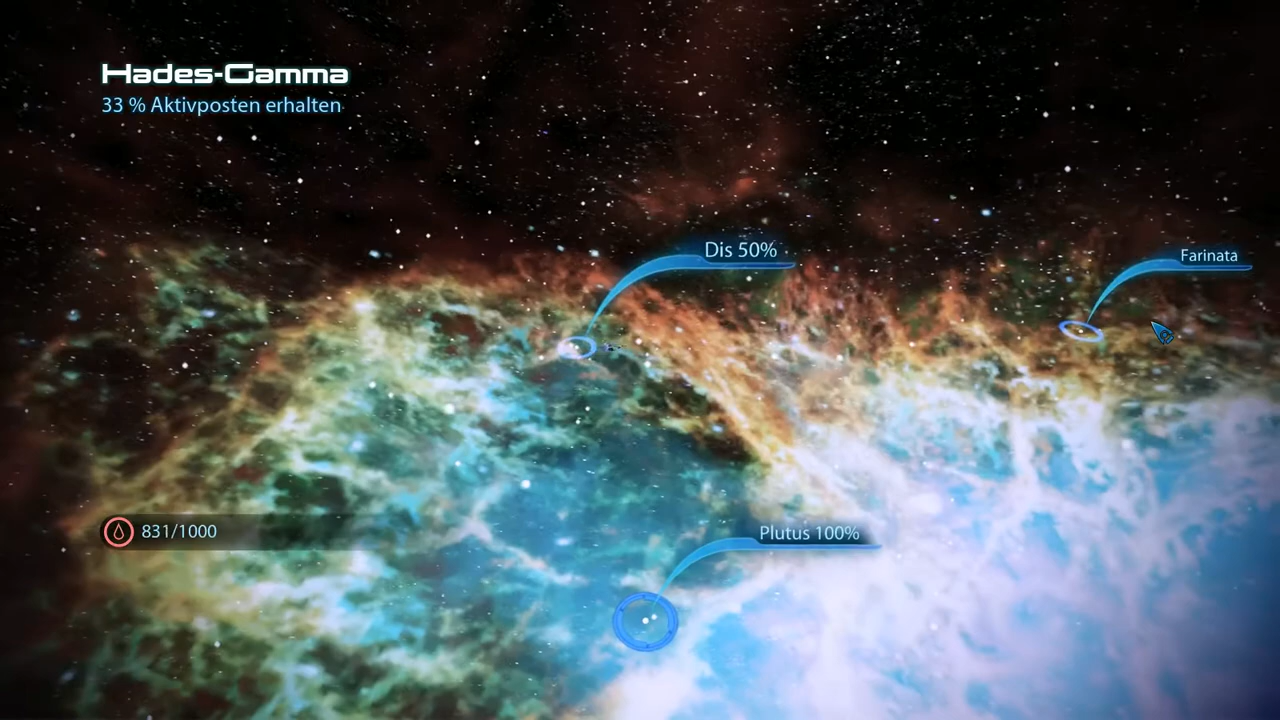 Hades-Gamma
33 % Aktivposten erhalten
Dis 50%
Farinata
831/1000
Plutus 100%